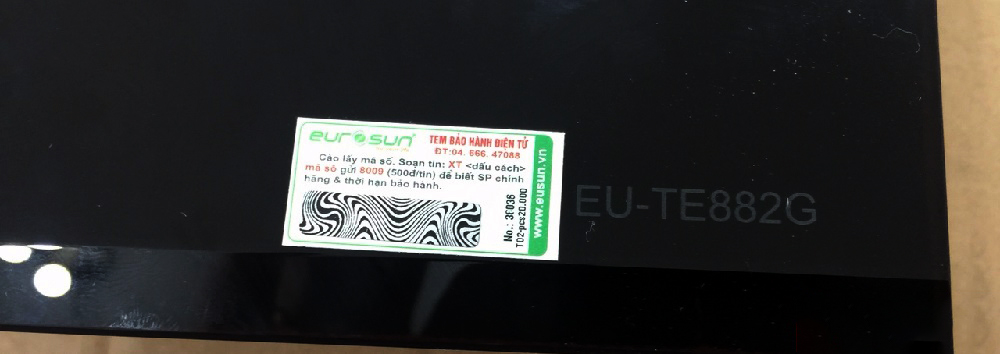 eurosun
TEM BẢO HÀNH ĐIỆN TỬ
ĐT:04. 666. 47088
Cào lấy mã số. Soạn tin: XT <dấu cách>
mã số gửi 8009 (500đ/tin) để biết SP chính
hãng & thời hạn bảo hành.
No.: 3E036
T02-pcs20.000
www.eusun.vn
EU-TE882G